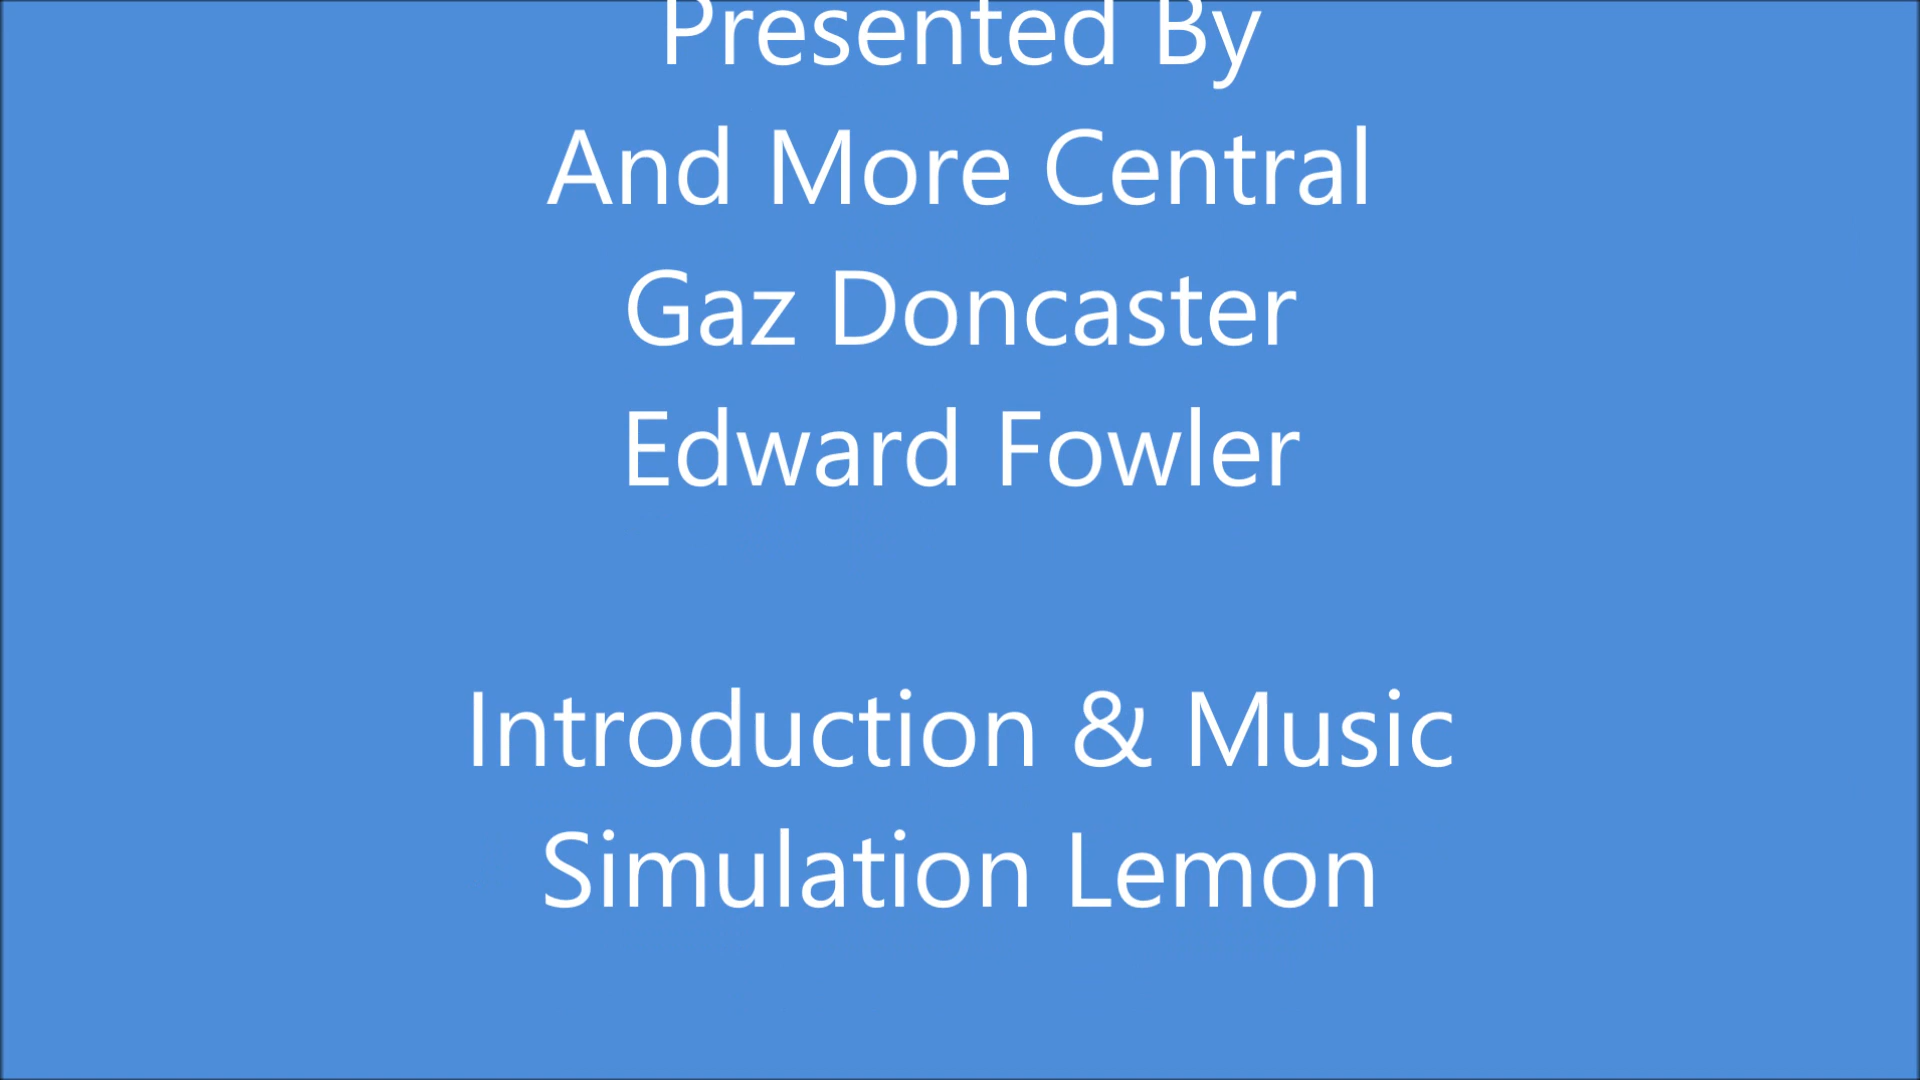 Presented By
And More Central
Gaz Doncaster
Edward Fowler
Introduction & Music
Simulation Lemon